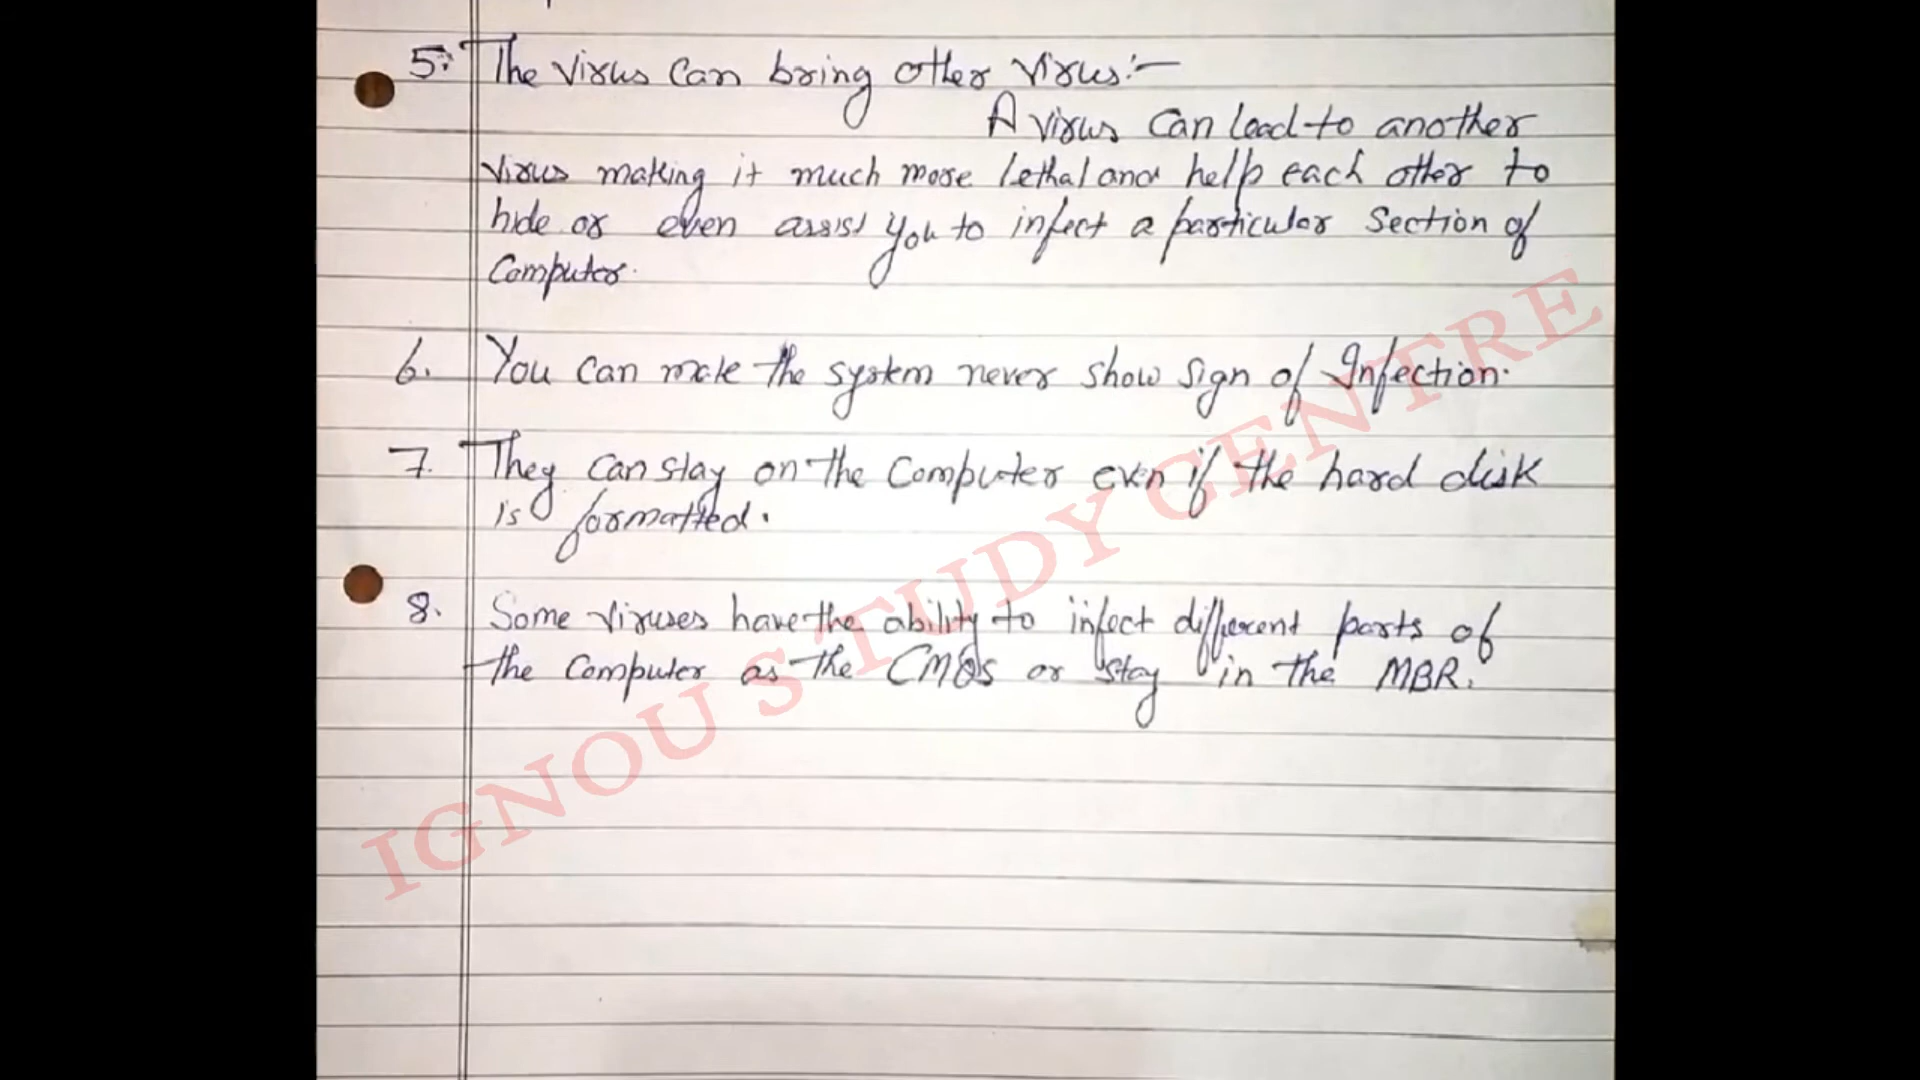 5. The virus can bring other virus:-
A virus can lead to another
virus making it much more lethal and help each other to
hide or even assist you to infect a particular section of
Computer.
6. You can make the system never show sign of Infection.
7. They can stay on the computer even if the hard disk
is formatted.
8. Some viruses have the ability to infect different parts of
the computer as the CMOS or stay in the MBR.
IGNOU STUDY CENTRE